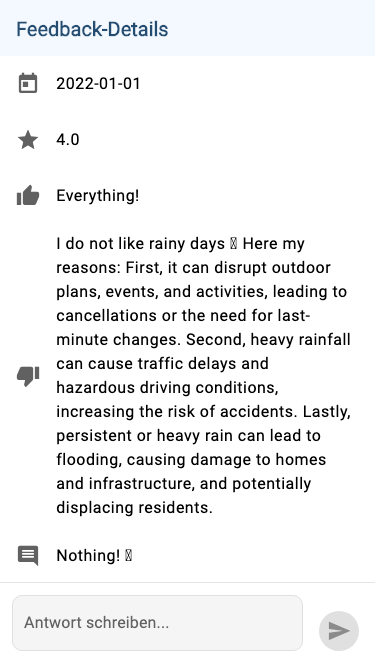 Feedback-Details
2022-01-01
4.0
Everything!
I do not like rainy days Here my
reasons: First, it can disrupt outdoor
plans, events, and activities, leading to
cancellations or the need for last-
minute changes. Second, heavy rainfall
can cause traffic delays and
hazardous driving conditions,
increasing the risk of accidents. Lastly,
persistent or heavy rain can lead to
flooding, causing damage to homes
and infrastructure, and potentially
displacing residents.
Nothing!
Antwort schreiben...